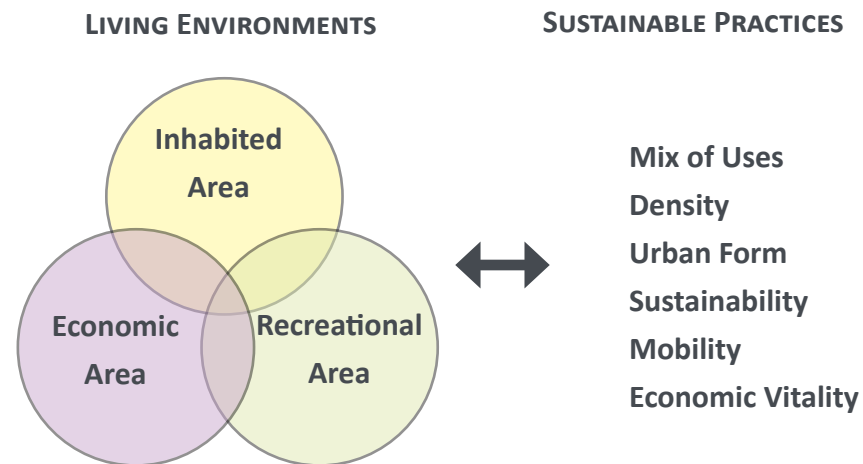 LIVING ENVIRONMENTS
SUSTAINABLE PRACTICES
Inhabited
Area
Economic
Area
Recreational
Area
Mix of Uses
Density
Urban Form
Sustainability
Mobility
Economic Vitality